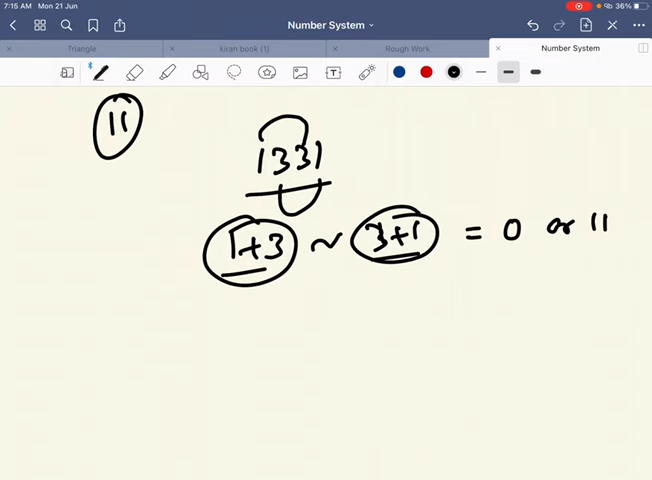 7:15 AM Mon 21 Jun
36%
Number System
Triangle
kiran book (1)
Rough Work
Number System
11
1331
1+3 ~ 3+1 = 0 or 11